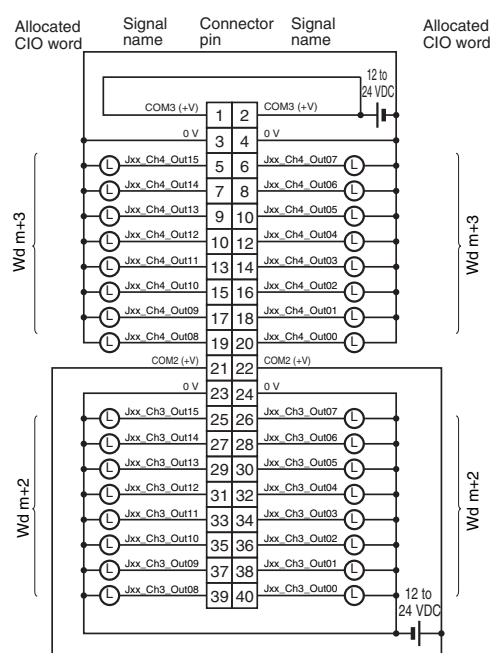 Allocated CIO word Signal name Connector pin Signal name Allocated CIO word
12 to 24 VDC
COM3 (+V) 1 2 COM3 (+V)
0 V 3 4 0 V
L Jxx_Ch4_Out15 5 6 Jxx_Ch4_Out07 L
L Jxx_Ch4_Out14 7 8 Jxx_Ch4_Out06 L
L Jxx_Ch4_Out13 9 10 Jxx_Ch4_Out05 L
L Jxx_Ch4_Out12 10 12 Jxx_Ch4_Out04 L
L Jxx_Ch4_Out11 13 14 Jxx_Ch4_Out03 L
L Jxx_Ch4_Out10 15 16 Jxx_Ch4_Out02 L
L Jxx_Ch4_Out09 17 18 Jxx_Ch4_Out01 L
L Jxx_Ch4_Out08 19 20 Jxx_Ch4_Out00 L
Wd m+3 Wd m+3
COM2 (+V) 21 22 COM2 (+V)
0 V 23 24 0 V
L Jxx_Ch3_Out15 25 26 Jxx_Ch3_Out07 L
L Jxx_Ch3_Out14 27 28 Jxx_Ch3_Out06 L
L Jxx_Ch3_Out13 29 30 Jxx_Ch3_Out05 L
L Jxx_Ch3_Out12 31 32 Jxx_Ch3_Out04 L
L Jxx_Ch3_Out11 33 34 Jxx_Ch3_Out03 L
L Jxx_Ch3_Out10 35 36 Jxx_Ch3_Out02 L
L Jxx_Ch3_Out09 37 38 Jxx_Ch3_Out01 L
L Jxx_Ch3_Out08 39 40 Jxx_Ch3_Out00 L
Wd m+2 Wd m+2
12 to 24 VDC